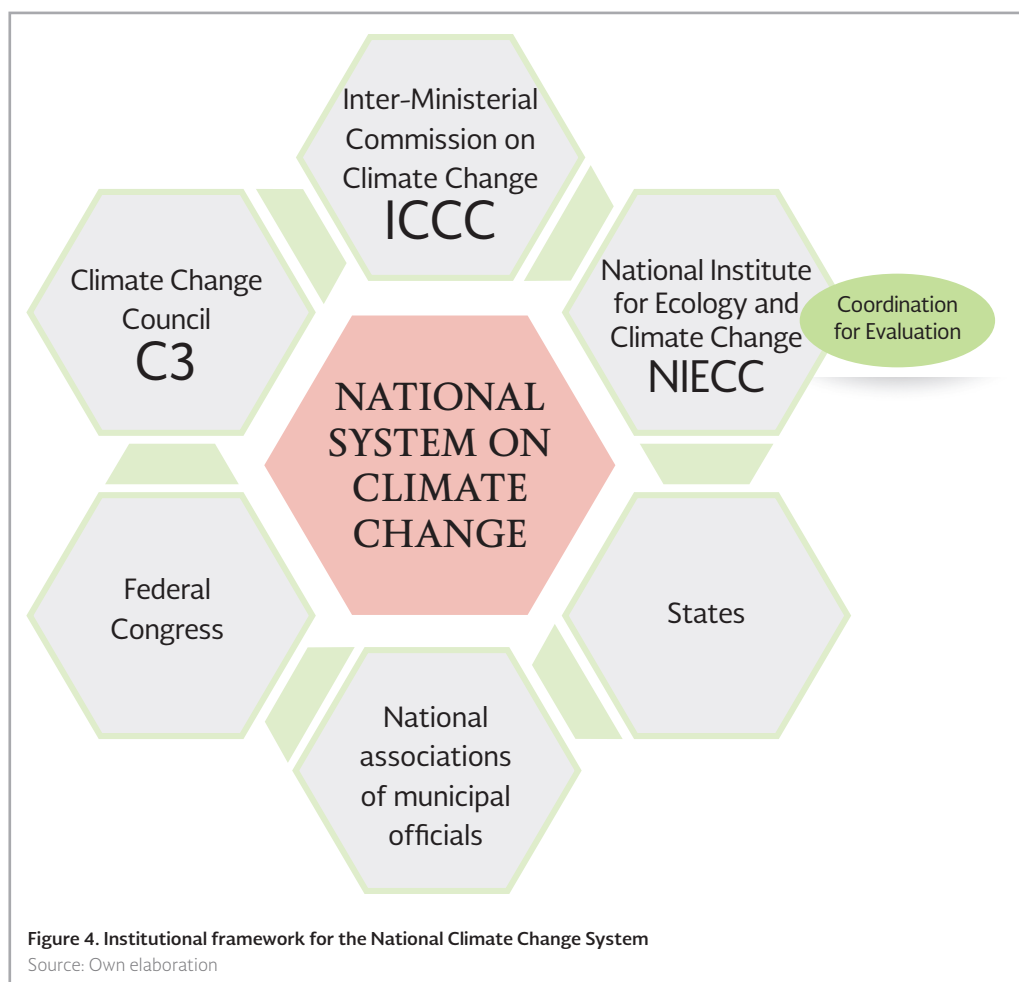 Inter-Ministerial
Commission on
Climate Change
ICCC
Climate Change
Council
C3
National Institute
for Ecology and
Climate Change
NIECC
Coordination
for Evaluation
NATIONAL
SYSTEM ON
CLIMATE
CHANGE
Federal
Congress
States
National
associations
of municipal
officials
Figure 4. Institutional framework for the National Climate Change System
Source: Own elaboration